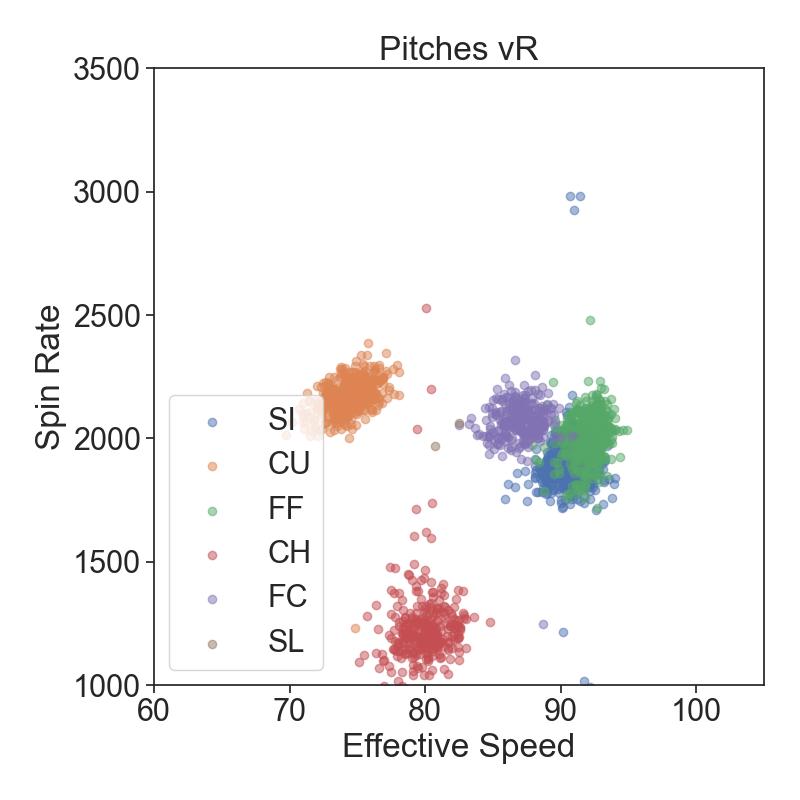 Pitches vR
3500
3000
2500
2000
1500
1000
Spin Rate
SI
CU
FF
CH
FC
SL
60 70 80 90 100
Effective Speed